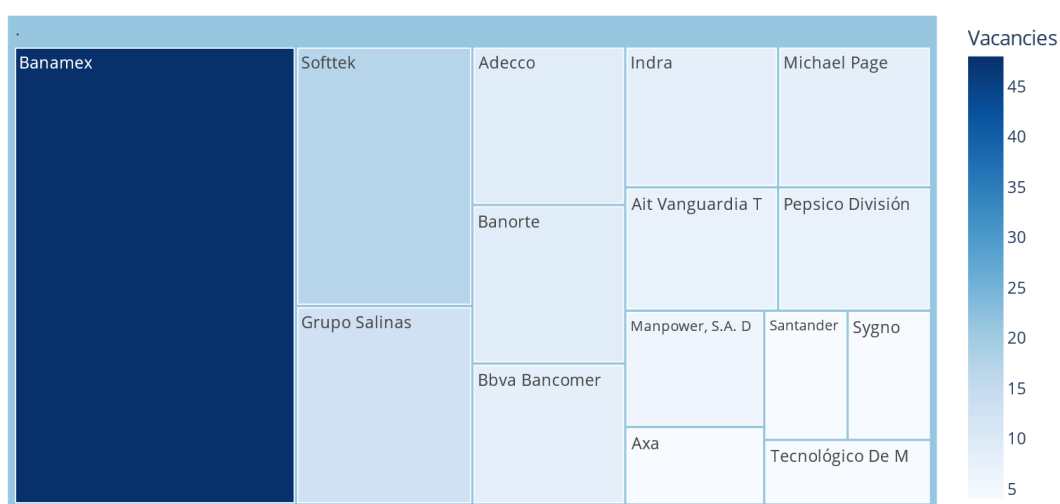 .
Banamex
Softtek
Grupo Salinas
Adecco
Banorte
Bbva Bancomer
Indra
Michael Page
Ait Vanguardia T
Pepsico División
Manpower, S.A. D
Santander
Sygno
Axa
Tecnológico De M
Vacancies
45
40
35
30
25
20
15
10
5